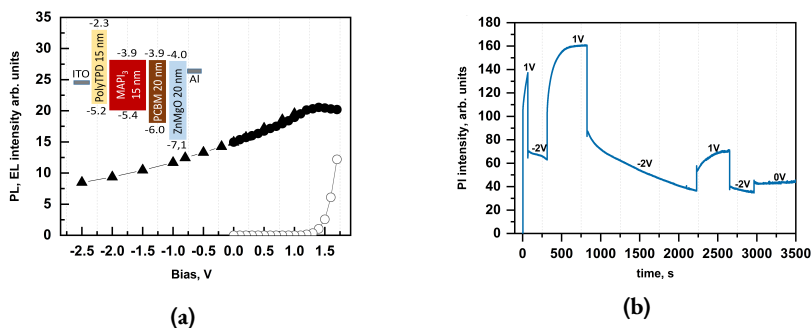 (a)
PL, EL intensity arb. units
35
30
25
20
15
10
5
0
-2.5 -2.0 -1.5 -1.0 -0.5 0.0 0.5 1.0 1.5
Bias, V
-2.3
-3.9
-3.9
-4.0
ITO
Al
PolyTPD 15 nm
MAPI3
15 nm
PCBM 20 nm
ZnMgO 20 nm
-5.2
-5.4
-6.0
-7,1
(a)
PI intensity, arb. units
180
160
140
120
100
80
60
40
20
0
0 500 1000 1500 2000 2500 3000 3500
time, s
1V
-2V
1V
-2V
1V
-2V
0V
(b)